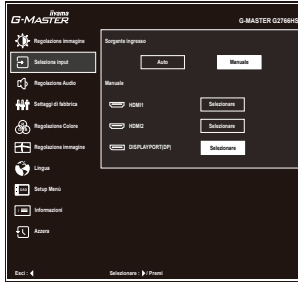 iiyama
G-MASTER
G-MASTER G2766HS
Regolazione immagine
Seleziona input
Regolazione Audio
Settaggi di fabbrica
Regolazione Colore
Regolazione immagine
Lingua
Setup Menù
Informazioni
Azzera
Sorgente ingresso
Auto
Manuale
Manuale
HDMI1
Selezionare
HDMI2
Selezionare
DISPLAYPORT(DP)
Selezionare
Esci :
Selezionare : / Premi